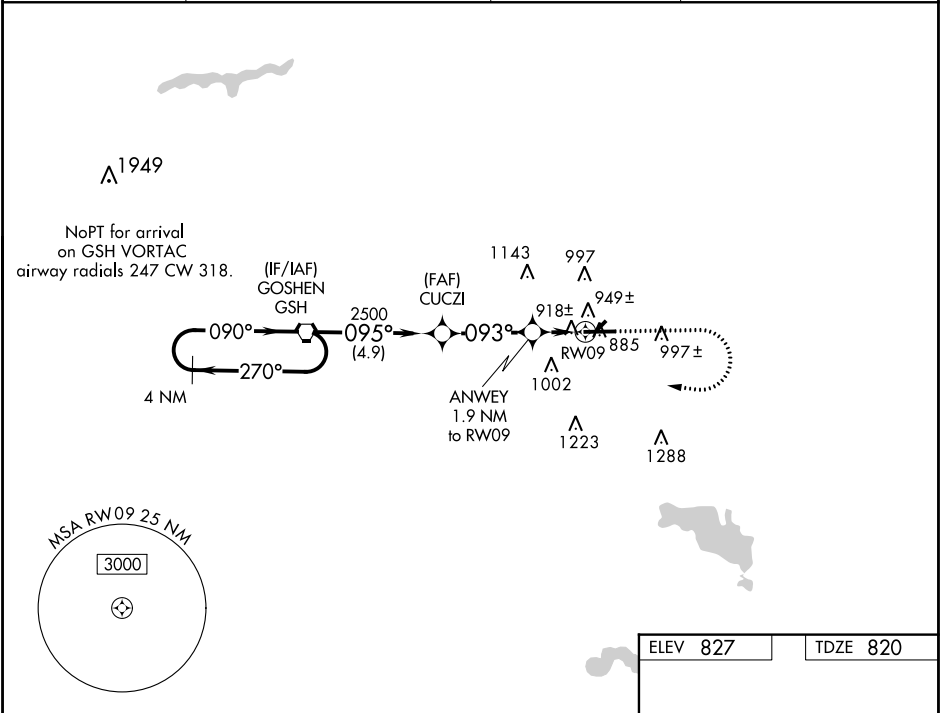 1949
NoPT for arrival
on GSH VORTAC
airway radials 247 CW 318.
(IF/IAF)
GOSHEN
GSH
090°
270°
4 NM
2500
095°
(4.9)
(FAF)
CUCZI
093°
1143
997
918±
949±
RW09
885
997±
1002
ANWEY
1.9 NM
to RW09
1223
1288
MSA RW09 25 NM
3000
ELEV 827
TDZE 820